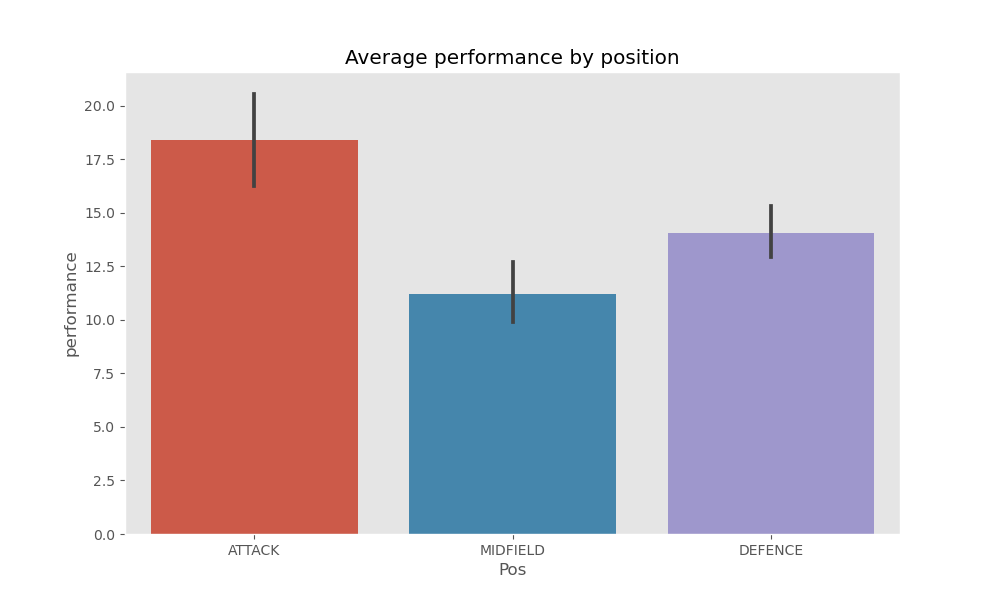 Average performance by position
20.0
17.5
15.0
12.5
10.0
7.5
5.0
2.5
0.0
performance
ATTACK MIDFIELD DEFENCE
Pos